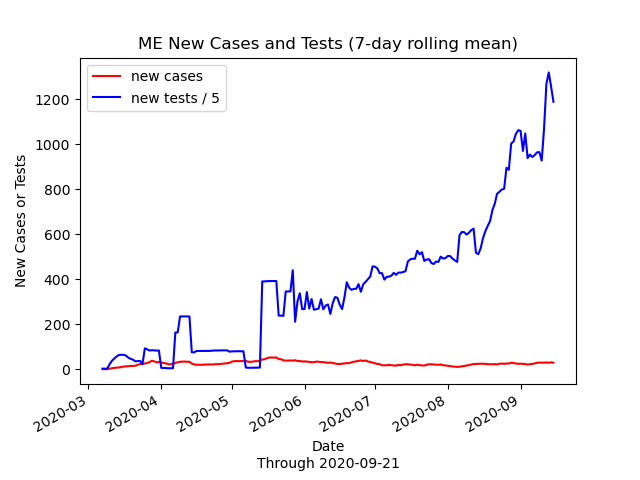 ME New Cases and Tests (7-day rolling mean)
new cases
new tests / 5
1200
1000
800
600
400
200
0
New Cases or Tests
2020-03
2020-04
2020-05
2020-06
2020-07
2020-08
2020-09
Date
Through 2020-09-21